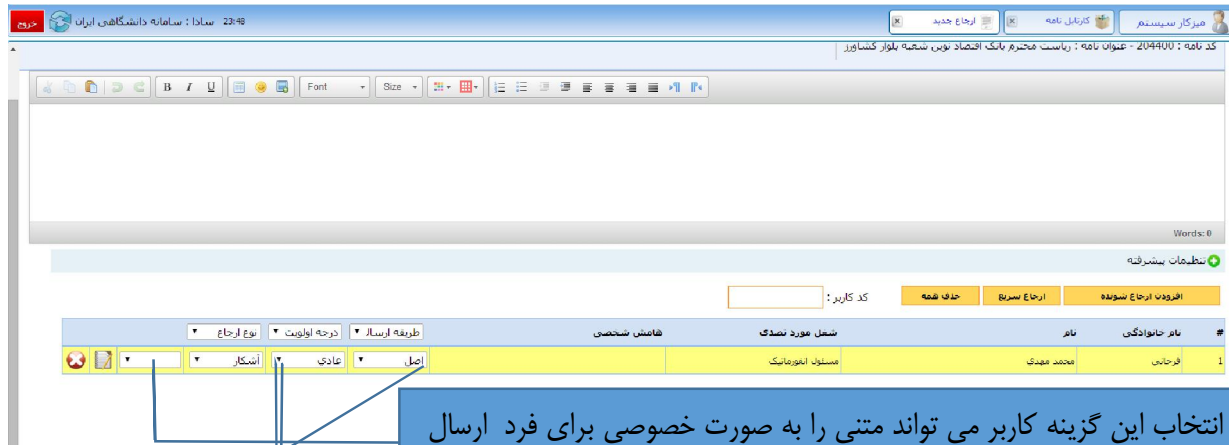 میزکار سیستم
کارتابل نامه
ارجاع جدید
23:48 سادا : سامانه دانشگاهی ایران
خروج
کد نامه : 204400 - عنوان نامه : ریاست محترم بانک اقتصاد نوین شعبه بلوار کشاورز
B I U Font Size
Words: 0
تنظیمات پیشرفته
افزودن ارجاع شونده ارجاع سریع حذف همه کد کاربر :
# نام خانوادگی نام شغل مورد تصدی هامش شخصی طریقه ارسال درجه اولویت نوع ارجاع
1 فرجانی محمد مهدی مسئول انفورماتیک اصل عادي آشکار
انتخاب این گزینه کاربر می تواند متنی را به صورت خصوصی برای فرد ارسال